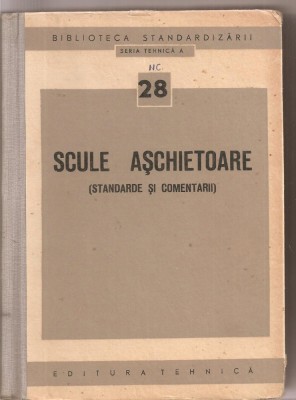 BIBLIOTECA STANDARDIZĂRII
SERIA TEHNICĂ A
NC
28
SCULE AŞCHIETOARE
(STANDARDE ŞI COMENTARII)
EDITURA TEHNICĂ